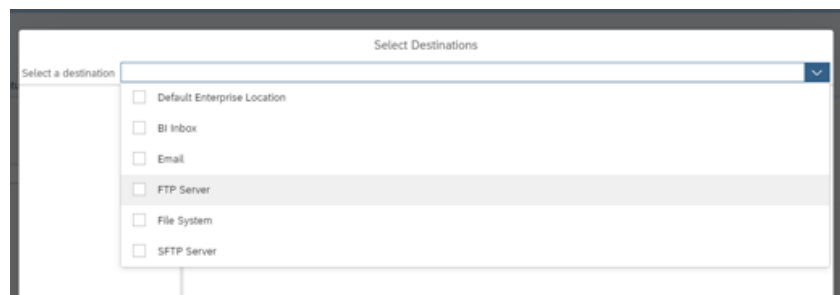 Select Destinations
Select a destination
Default Enterprise Location
BI Inbox
Email
FTP Server
File System
SFTP Server